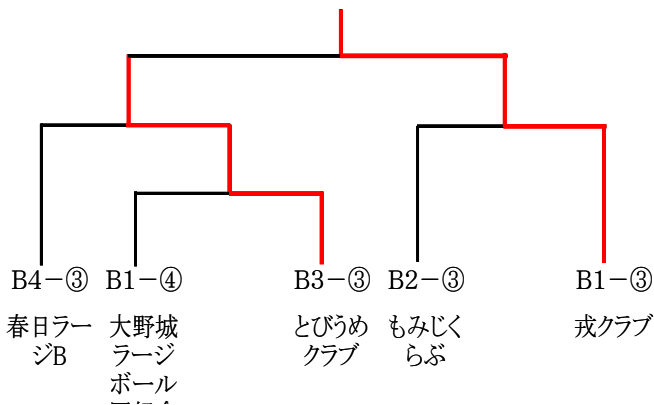 B4-③ B1-④ B3-③ B2-③ B1-③
春日ラー
ジB
大野城
ラージ
ボール
とびうめ
クラブ
もみじく
らぶ
戎クラブ